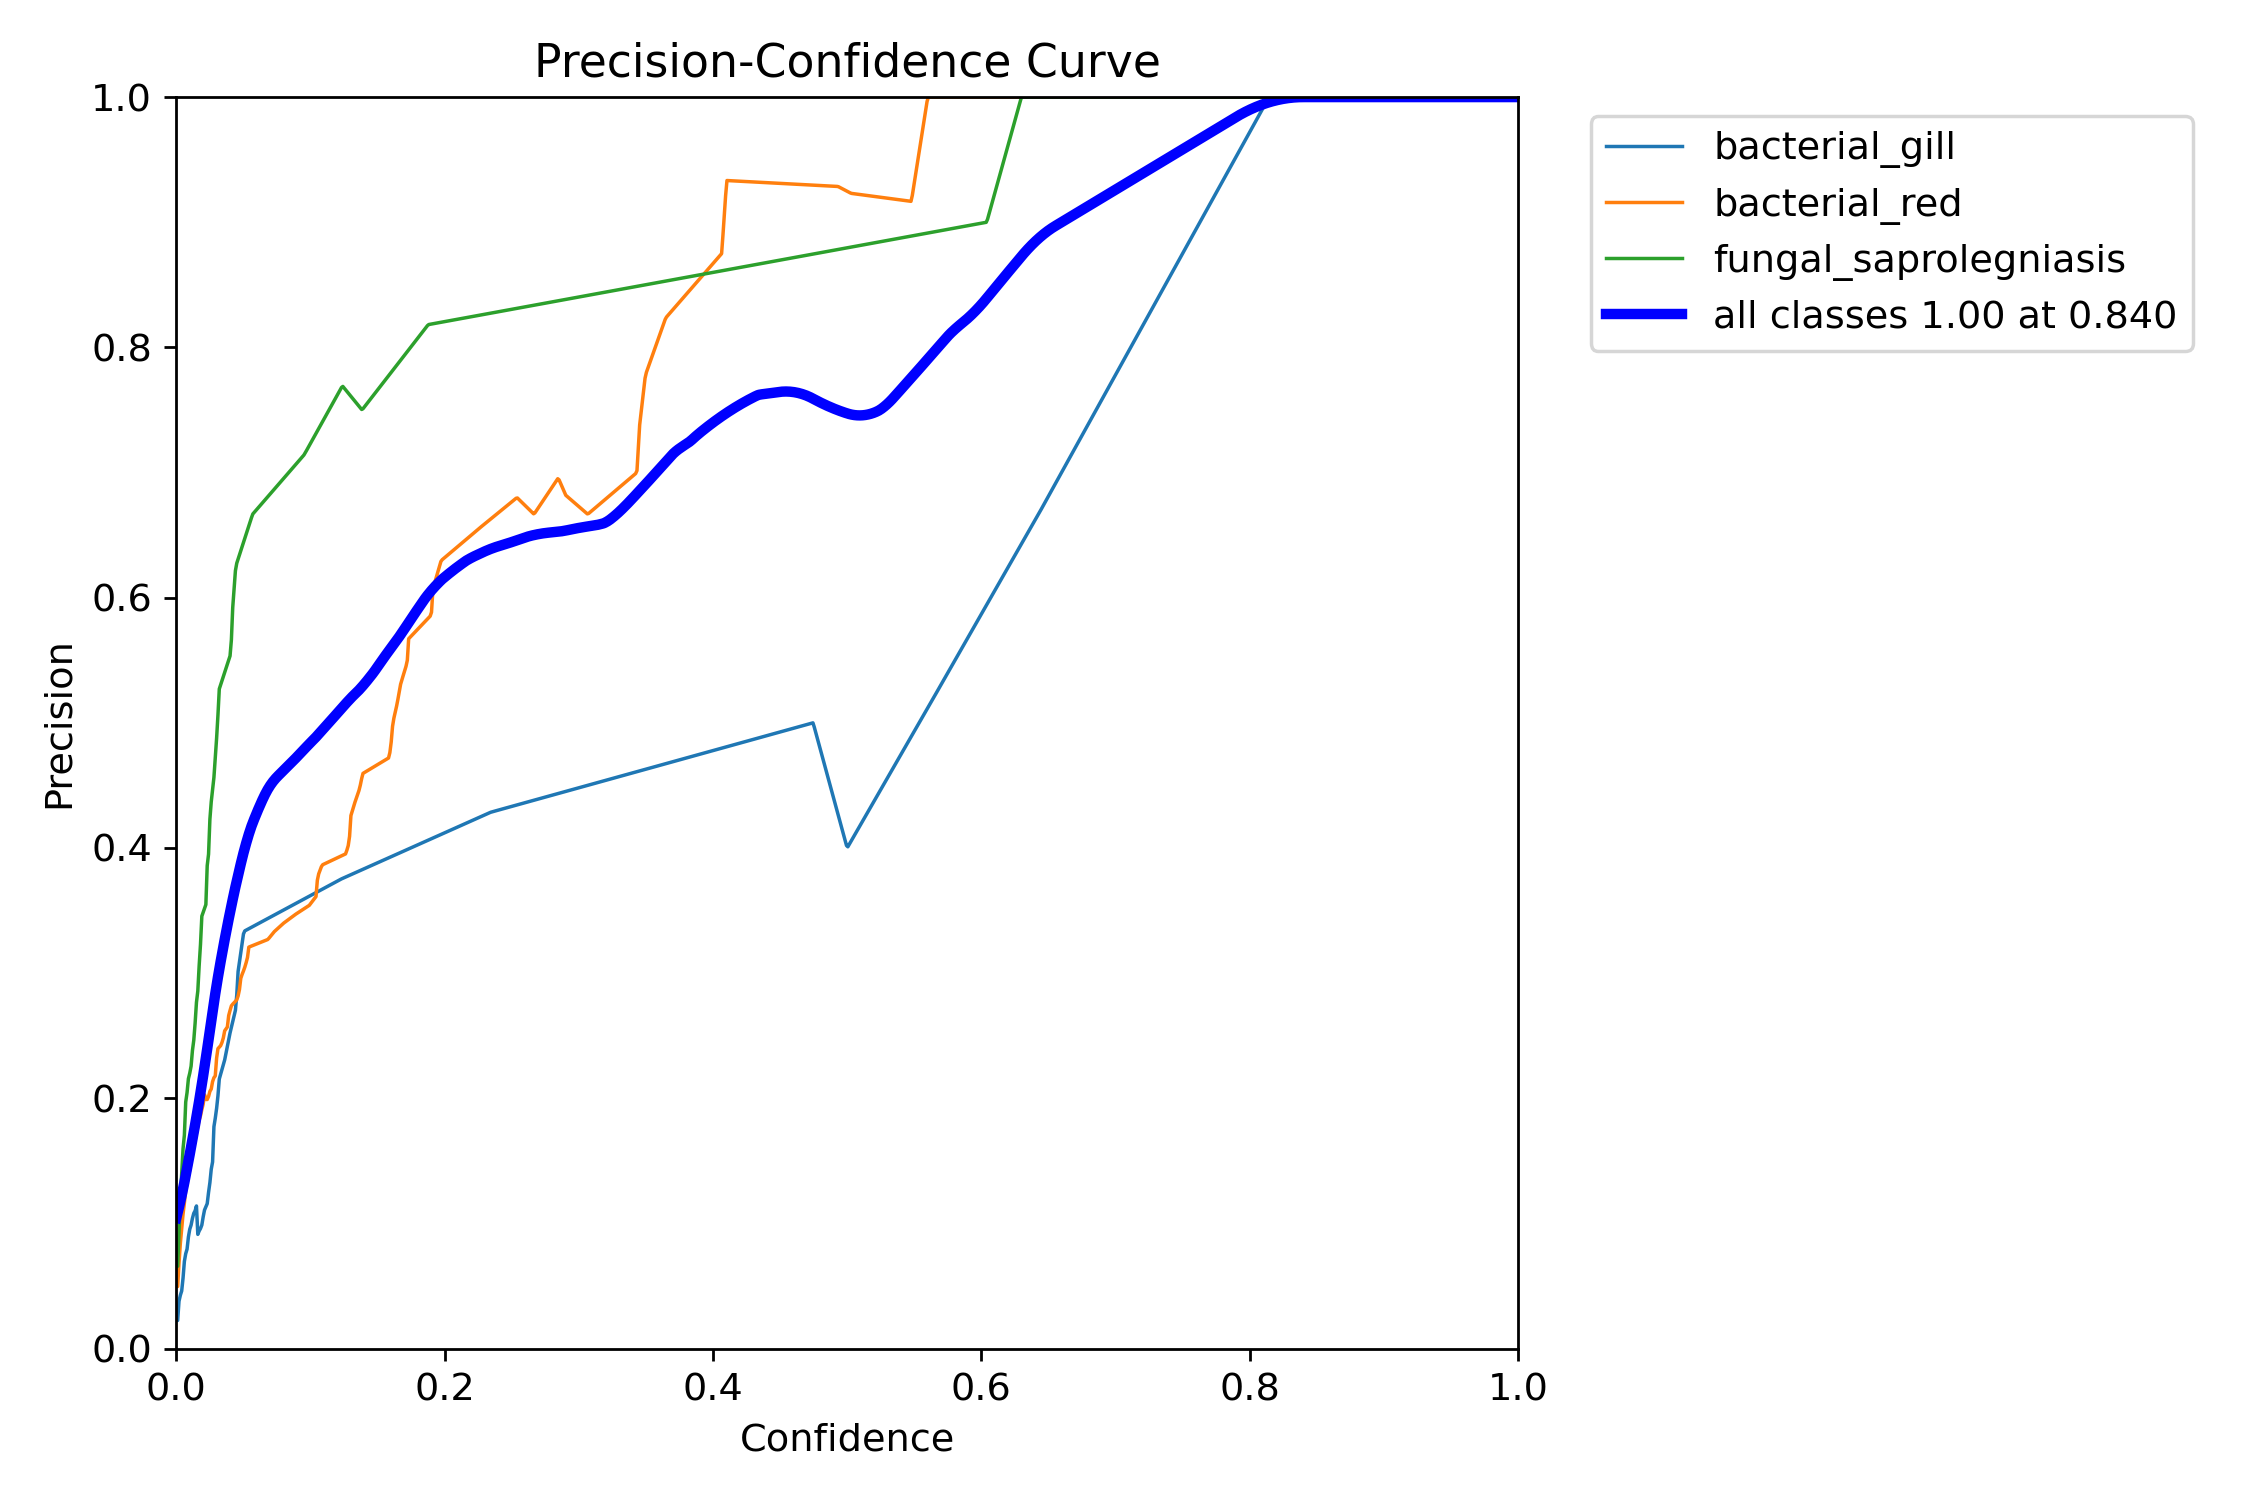 Precision-Confidence Curve
1.0
0.8
0.6
0.4
0.2
0.0
Precision
0.0 0.2 0.4 0.6 0.8 1.0
Confidence
bacterial_gill
bacterial_red
fungal_saprolegniasis
all classes 1.00 at 0.840